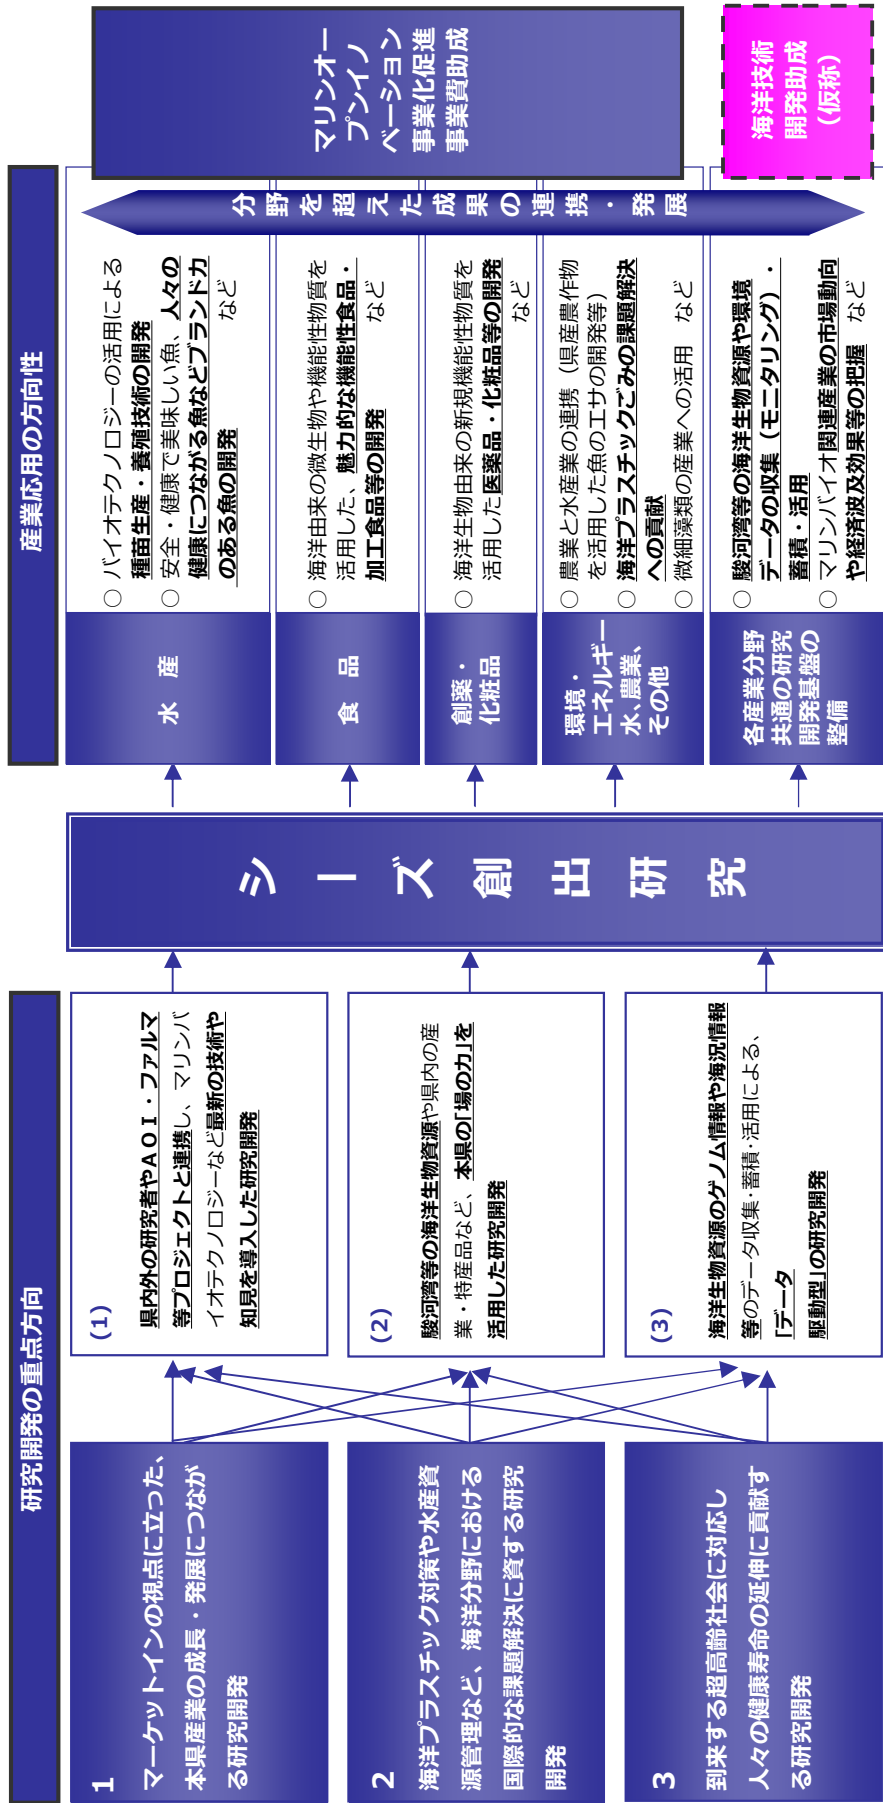 研究開発の重点方向
1
マーケットインの視点に立った、
本県産業の成長・発展につなが
る研究開発
2
海洋プラスチック対策や水産資
源管理など、海洋分野における
国際的な課題解決に資する研究
開発
3
到来する超高齢社会に対応し
人々の健康寿命の延伸に貢献す
る研究開発
(1)
県内外の研究者やＡＯＩ・ファルマ
等プロジェクトと連携し、マリンバ
イオテクノロジーなど最新の技術や
知見を導入した研究開発
(2)
駿河湾等の海洋生物資源や県内の産
業・特産品など、本県の「場の力」を
活用した研究開発
(3)
海洋生物資源のゲノム情報や海況情報
等のデータ収集・蓄積・活用による、
「データ
駆動型」の研究開発
シーズ創出研究
産業応用の方向性
水 産
○ バイオテクノロジーの活用による
種苗生産・養殖技術の開発
○ 安全・健康で美味しい魚、人々の
健康につながる魚などブランド力
のある魚の開発 など
食 品
○ 海洋由来の微生物や機能性物質を
活用した、魅力的な機能性食品・
加工食品等の開発 など
創薬・
化粧品
○ 海洋生物由来の新規機能性物質を
活用した医薬品・化粧品等の開発
など
環境・
エネルギー
水、農業、
その他
○ 農業と水産業の連携（県産農作物
を活用した魚のエサの開発等）
○ 海洋プラスチックごみの課題解決
への貢献
○ 微細藻類の産業への活用 など
各産業分野
共通の研究
開発基盤の
整備
○ 駿河湾等の海洋生物資源や環境
データの収集（モニタリング）・
蓄積・活用
○ マリンバイオ関連産業の市場動向
や経済波及効果等の把握 など
分野を超えた成果の連携・発展
マリンオー
プンイノ
ベーション
事業化促進
事業費助成
海洋技術
開発助成
（仮称）